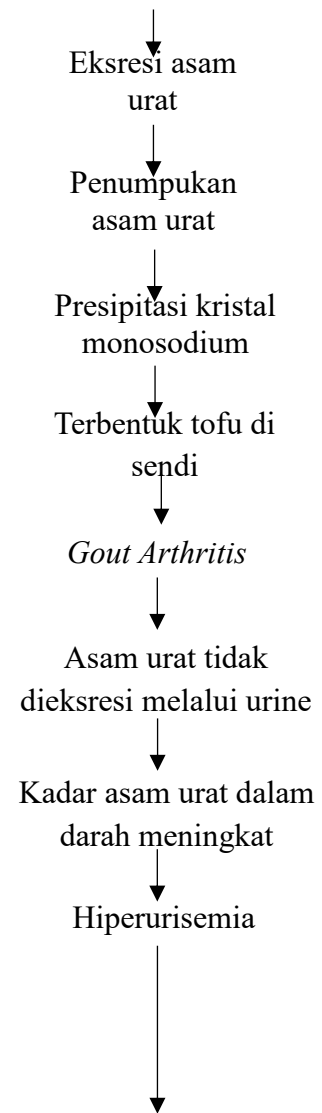 Eksresi asam
urat
Penumpukan
asam urat
Presipitasi kristal
monosodium
Terbentuk tofu di
sendi
Gout Arthritis
Asam urat tidak
dieksresi melalui urine
Kadar asam urat dalam
darah meningkat
Hiperurisemia